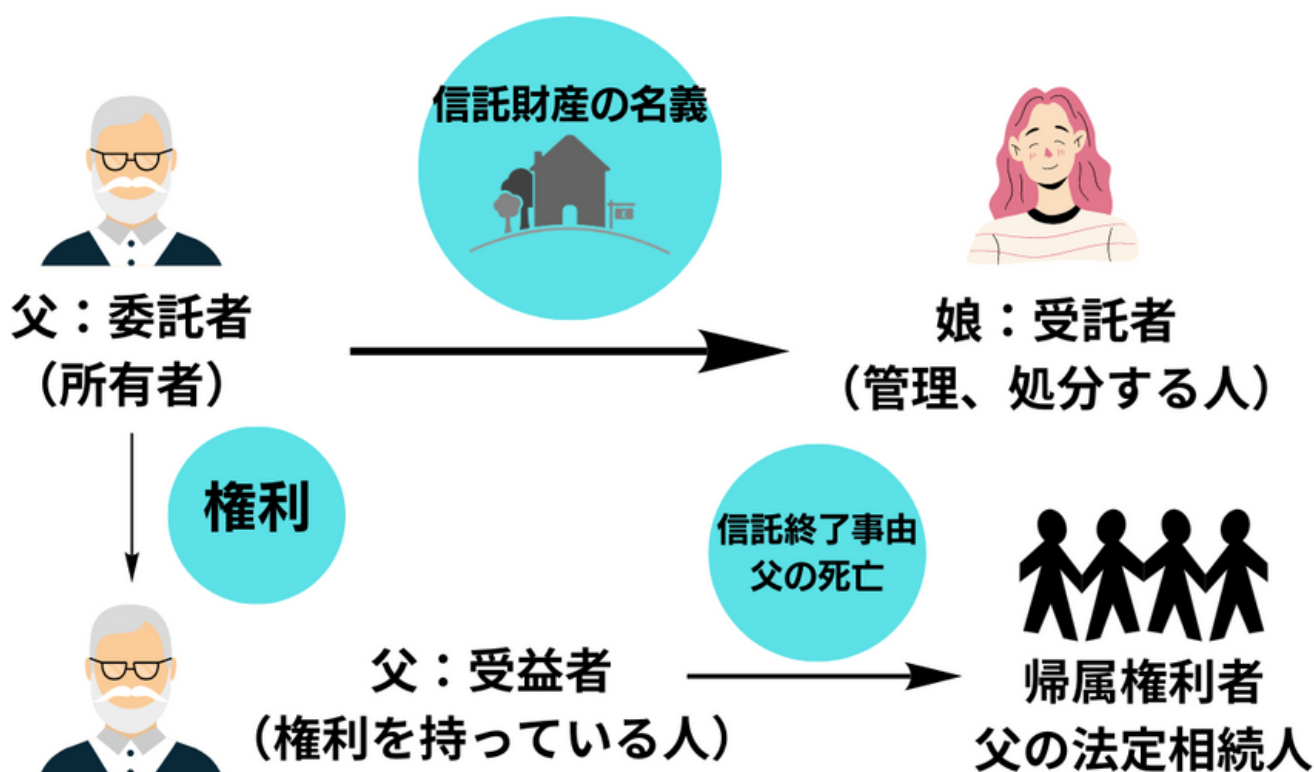 信託財産の名義
父：委託者
（所有者）
娘：受託者
（管理、処分する人）
権利
信託終了事由
父の死亡
父：受益者
（権利を持っている人）
帰属権利者
父の法定相続人